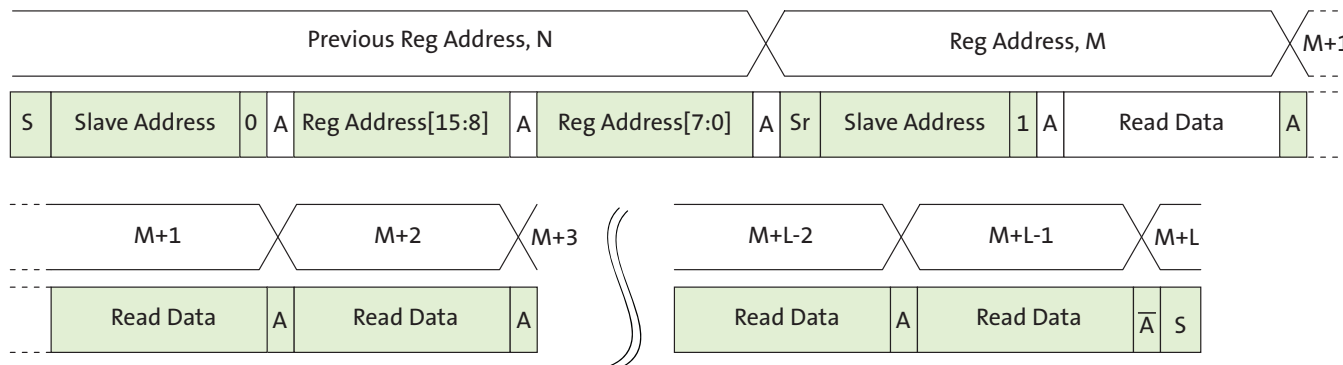 Previous Reg Address, N Reg Address, M M+1
S Slave Address 0 A Reg Address[15:8] A Reg Address[7:0] A Sr Slave Address 1 A Read Data A
M+1 M+2 M+3 M+L-2 M+L-1 M+L
Read Data A Read Data A Read Data A Read Data A̅ S